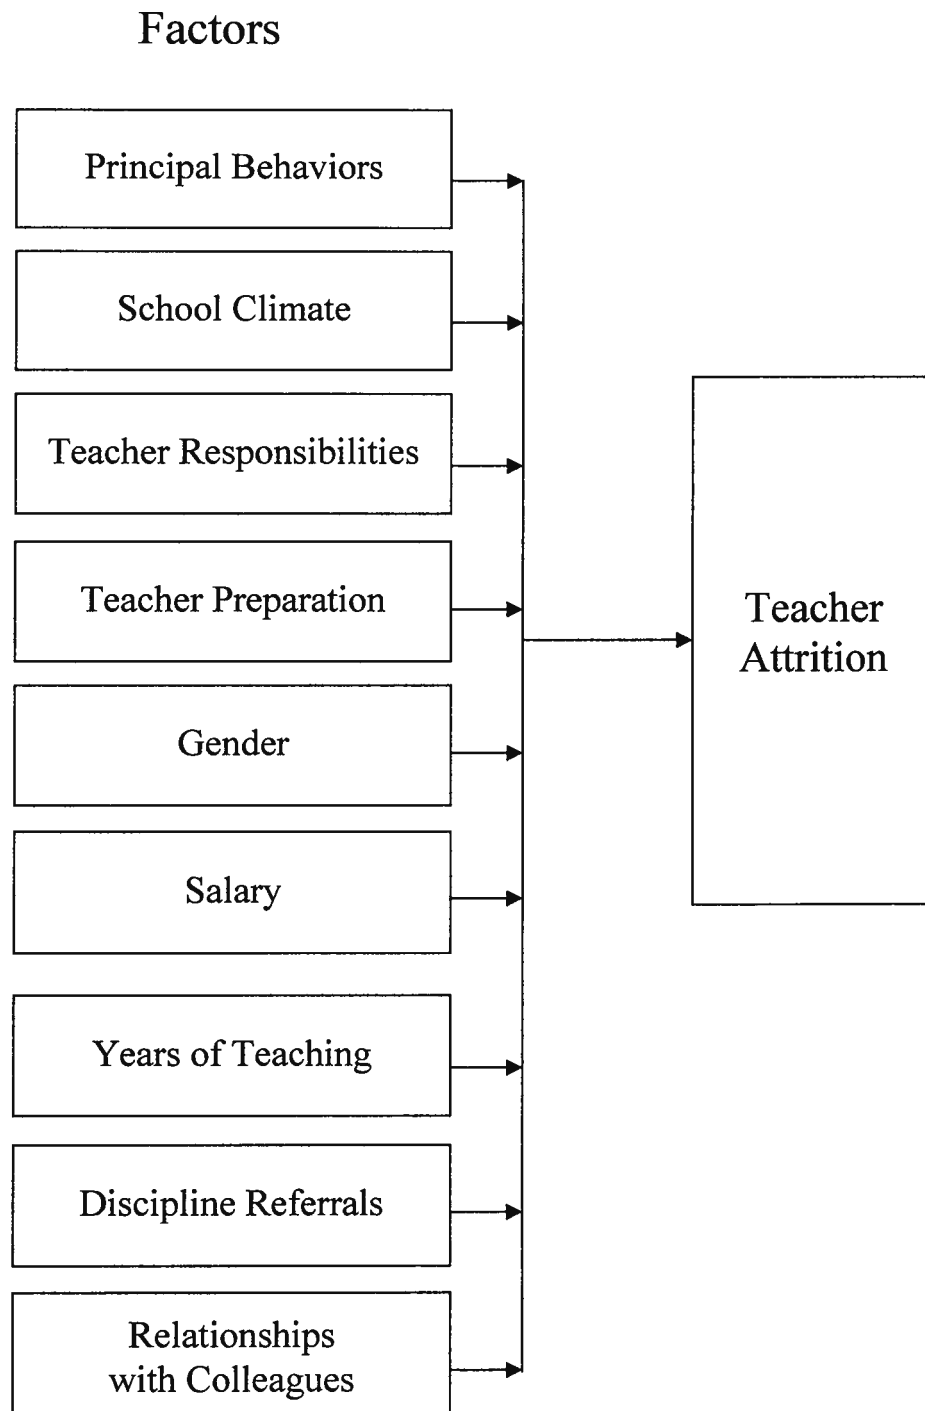 Factors
Principal Behaviors
School Climate
Teacher Responsibilities
Teacher Preparation
Gender
Salary
Years of Teaching
Discipline Referrals
Relationships
with Colleagues
Teacher
Attrition